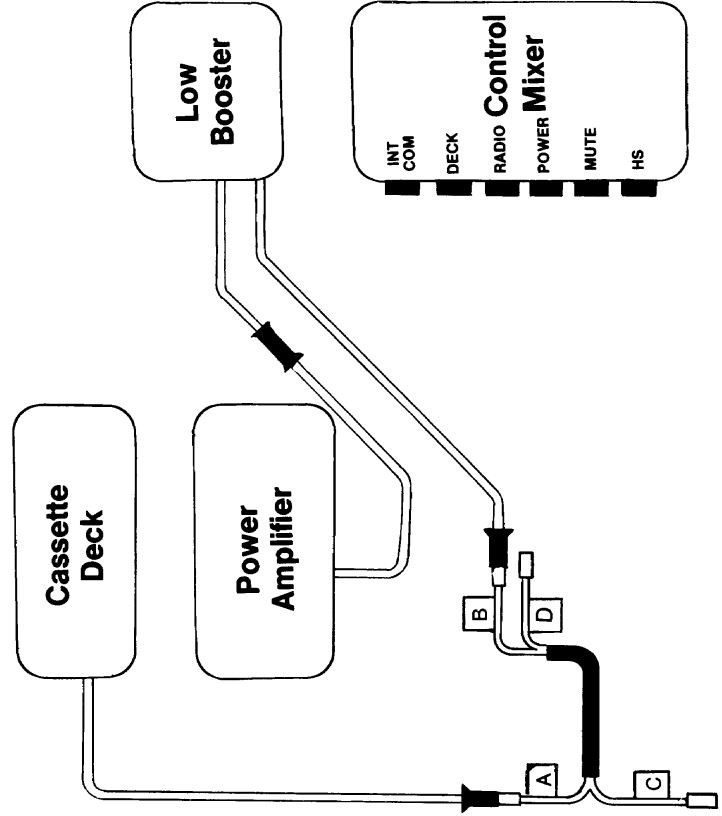 Low
Booster
Control
Mixer
INT
COM
DECK
RADIO
POWER
MUTE
HS
Cassette
Deck
Power
Amplifier
B
D
A
C